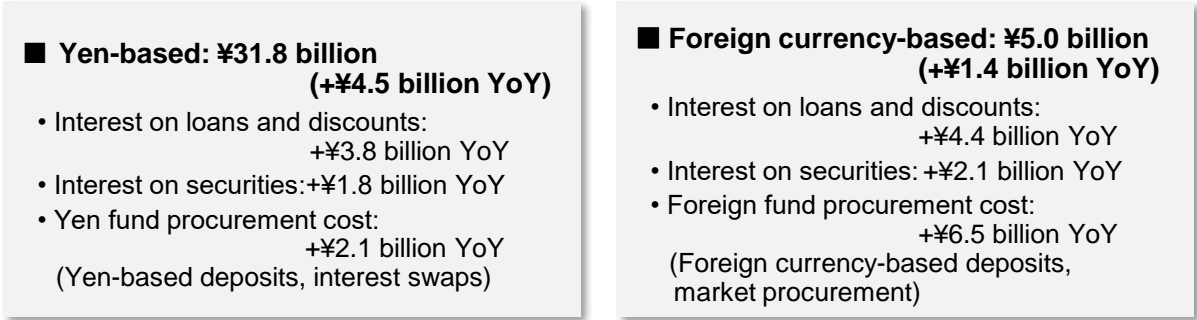 ■ Yen-based: ¥31.8 billion
(+¥4.5 billion YoY)
• Interest on loans and discounts:
+¥3.8 billion YoY
• Interest on securities:+¥1.8 billion YoY
• Yen fund procurement cost:
+¥2.1 billion YoY
(Yen-based deposits, interest swaps)
■ Foreign currency-based: ¥5.0 billion
(+¥1.4 billion YoY)
• Interest on loans and discounts:
+¥4.4 billion YoY
• Interest on securities: +¥2.1 billion YoY
• Foreign fund procurement cost:
+¥6.5 billion YoY
(Foreign currency-based deposits,
market procurement)